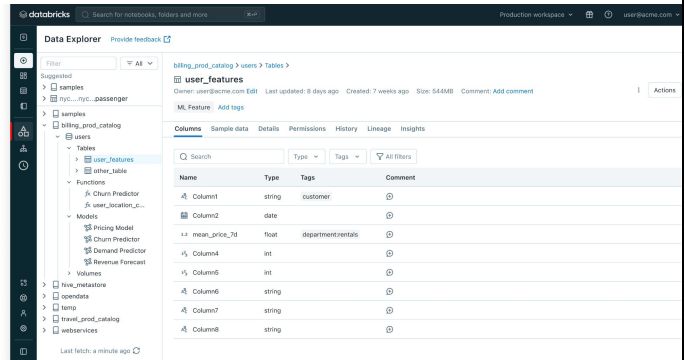 databricks
Search for notebooks, folders and more
⌘+P
Production workspace
user@acme.com
Data Explorer
Provide feedback
Filter
All
Suggested
samples
nyc....nyc...passenger
samples
billing_prod_catalog
users
Tables
user_features
other_table
Functions
fx Churn Predictor
fx user_location_c...
Models
Pricing Model
Churn Predictor
Demand Predictor
Revenue Forecast
Volumes
hive_metastore
opendata
temp
travel_prod_catalog
webservices
Last fetch: a minute ago
billing_prod_catalog > users > Tables >
user_features
Owner: user@acme.com Edit Last updated: 8 days ago Created: 7 weeks ago Size: 544MB Comment: Add comment
Actions
ML Feature Add tags
Columns Sample data Details Permissions History Lineage Insights
Search Type Tags All filters
Name Type Tags Comment
Column1 string customer
Column2 date
1.2 mean_price_7d float department:rentals
Column4 int
Column5 int
Column6 string
Column7 string
Column8 string